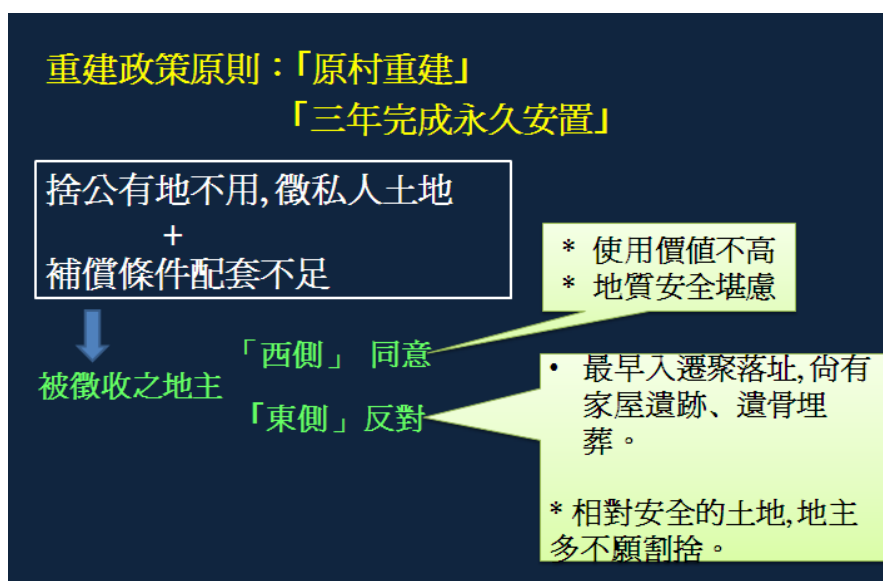 重建政策原則：「原村重建」
「三年完成永久安置」
捨公有地不用,徵私人土地
+
補償條件配套不足
* 使用價值不高
* 地質安全堪慮
「西側」 同意
被徵收之地主
「東側」反對
• 最早入遷聚落址,尚有
家屋遺跡、遺骨埋
葬。
* 相對安全的土地,地主
多不願割捨。